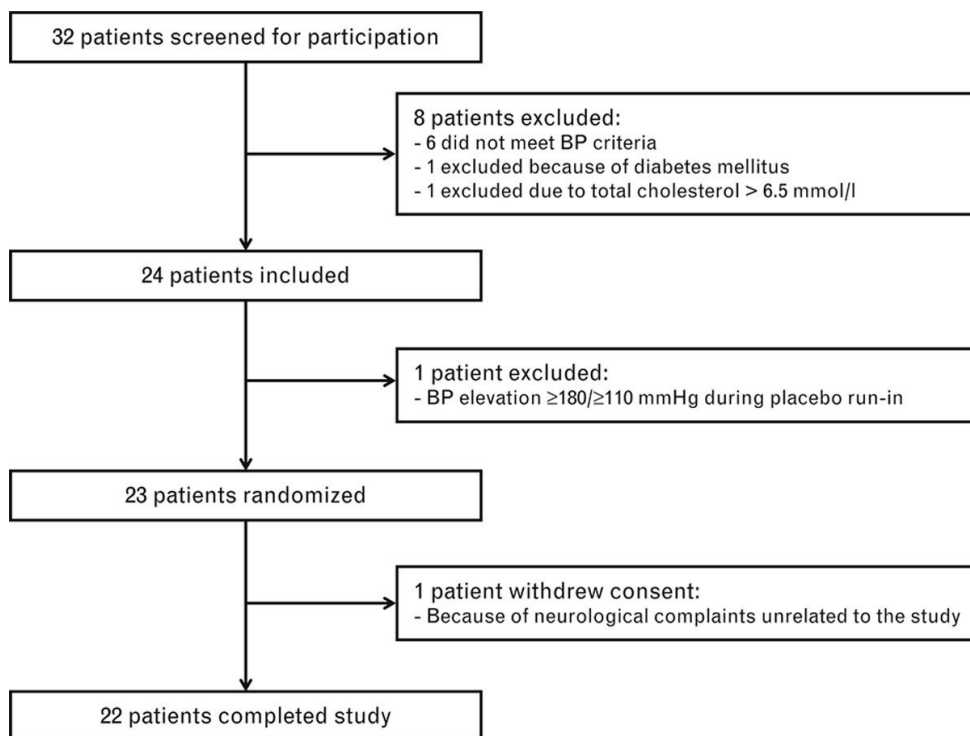 32 patients screened for participation
8 patients excluded:
- 6 did not meet BP criteria
- 1 excluded because of diabetes mellitus
- 1 excluded due to total cholesterol > 6.5 mmol/l
24 patients included
1 patient excluded:
- BP elevation ≥180/≥110 mmHg during placebo run-in
23 patients randomized
1 patient withdrew consent:
- Because of neurological complaints unrelated to the study
22 patients completed study